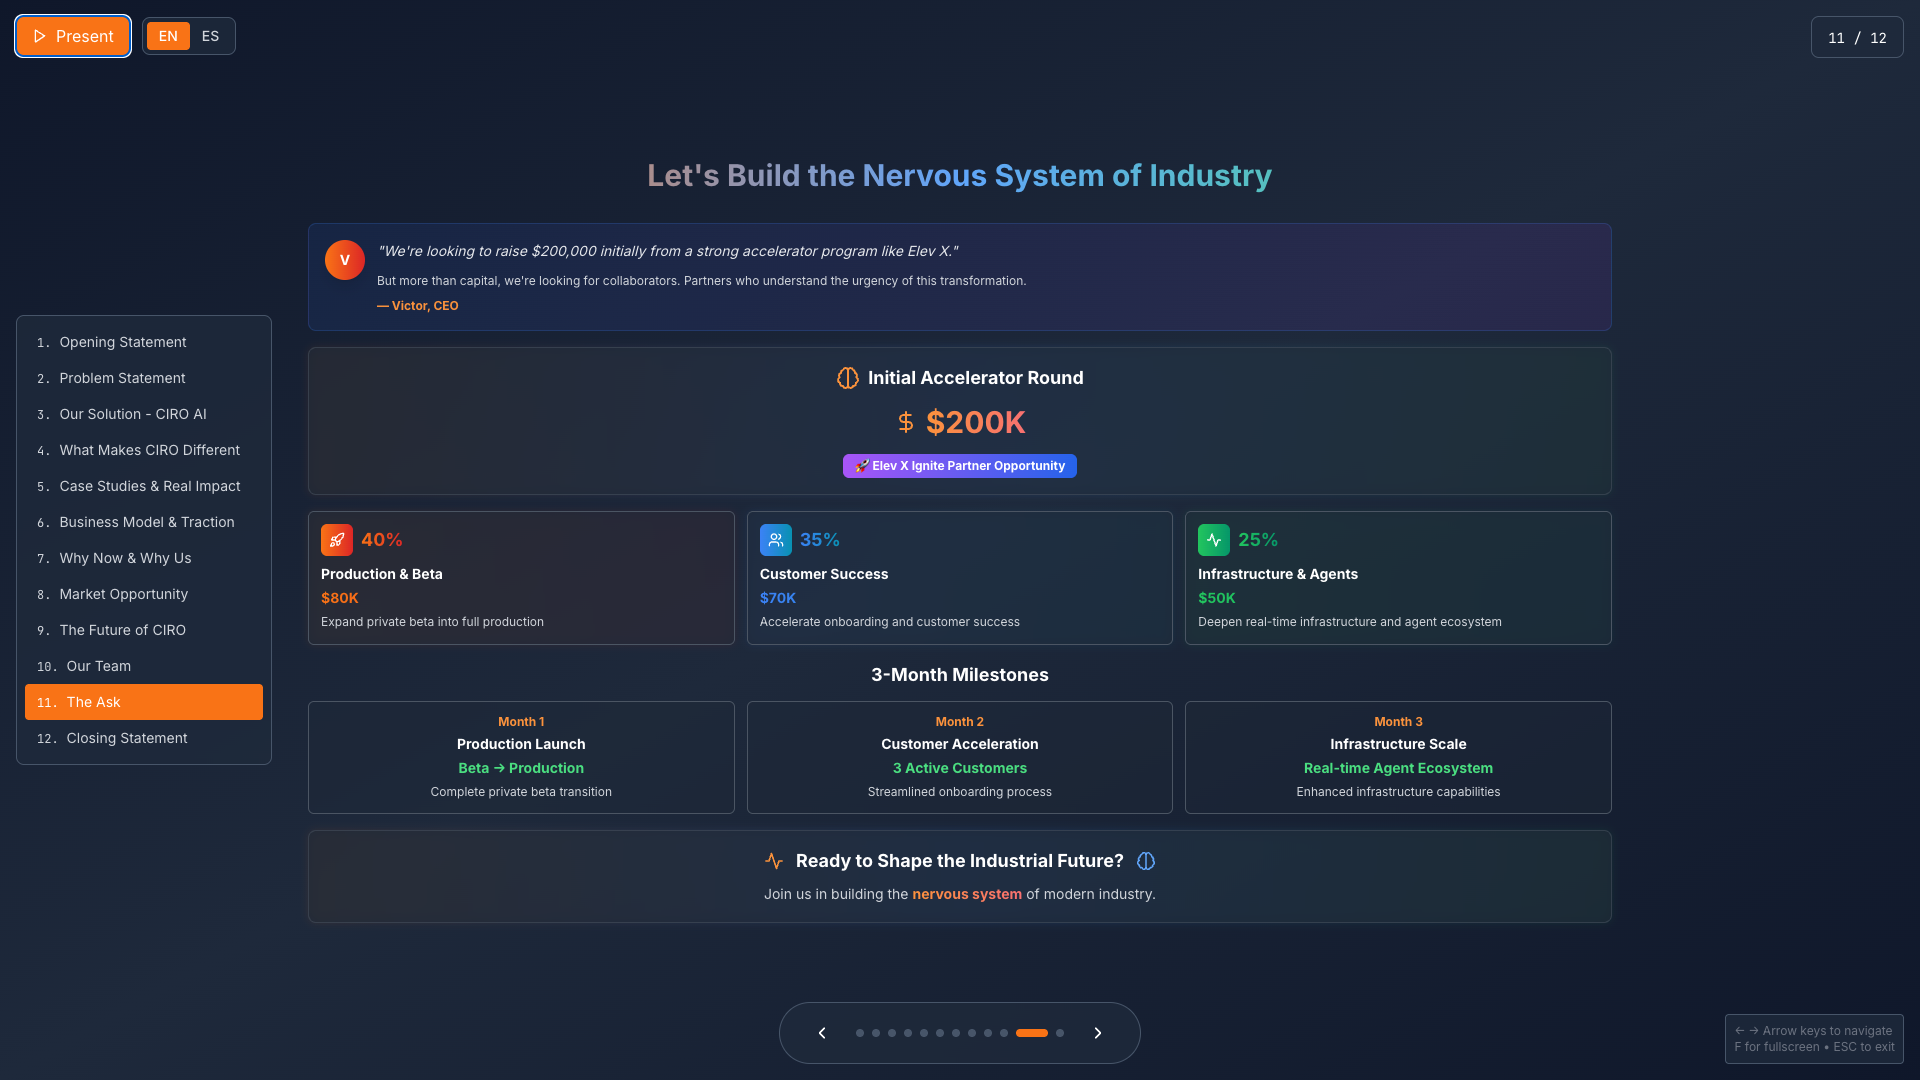 Present
EN ES
11 / 12
Let's Build the Nervous System of Industry
V
"We're looking to raise $200,000 initially from a strong accelerator program like Elev X."
But more than capital, we're looking for collaborators. Partners who understand the urgency of this transformation.
— Victor, CEO
1. Opening Statement
2. Problem Statement
3. Our Solution - CIRO AI
4. What Makes CIRO Different
5. Case Studies & Real Impact
6. Business Model & Traction
7. Why Now & Why Us
8. Market Opportunity
9. The Future of CIRO
10. Our Team
11. The Ask
12. Closing Statement
Initial Accelerator Round
$200K
🚀 Elev X Ignite Partner Opportunity
40%
Production & Beta
$80K
Expand private beta into full production
35%
Customer Success
$70K
Accelerate onboarding and customer success
25%
Infrastructure & Agents
$50K
Deepen real-time infrastructure and agent ecosystem
3-Month Milestones
Month 1
Production Launch
Beta → Production
Complete private beta transition
Month 2
Customer Acceleration
3 Active Customers
Streamlined onboarding process
Month 3
Infrastructure Scale
Real-time Agent Ecosystem
Enhanced infrastructure capabilities
Ready to Shape the Industrial Future?
Join us in building the nervous system of modern industry.
← → Arrow keys to navigate
F for fullscreen • ESC to exit